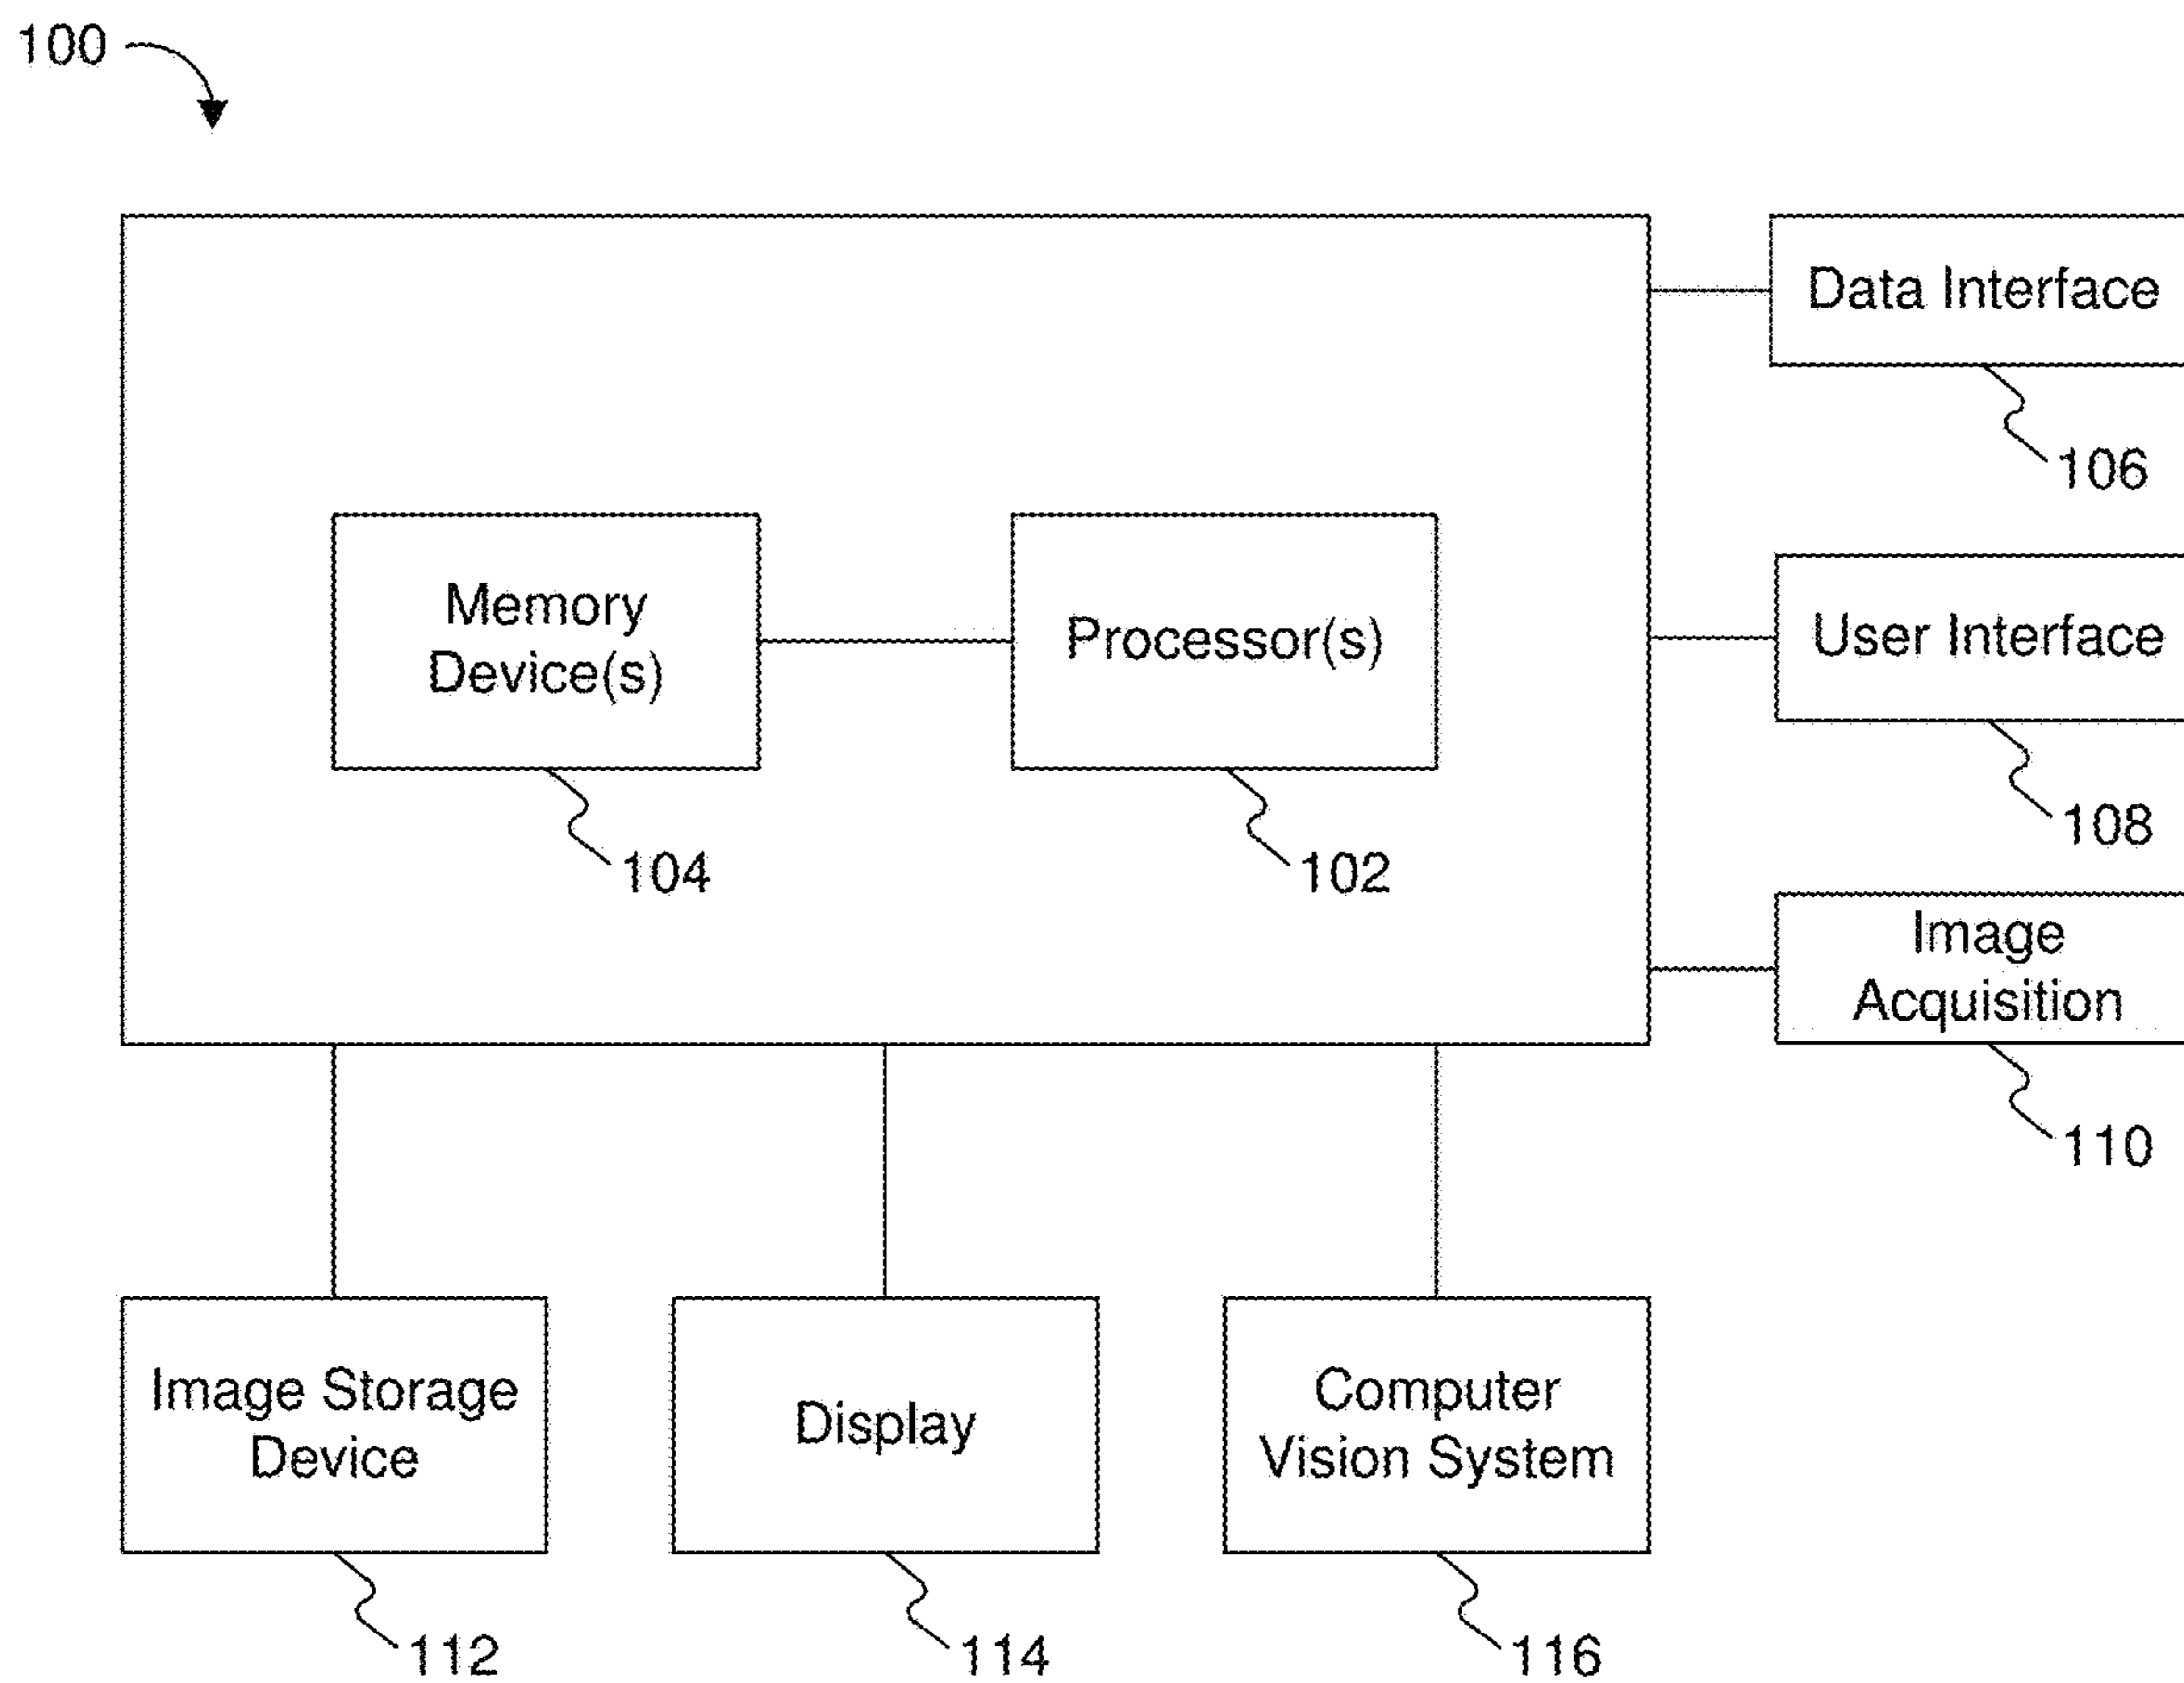 100
Data Interface
106
Memory
Device(s)
104
Processor(s)
102
User Interface
108
Image
Acquisition
110
Image Storage
Device
112
Display
114
Computer
Vision System
116